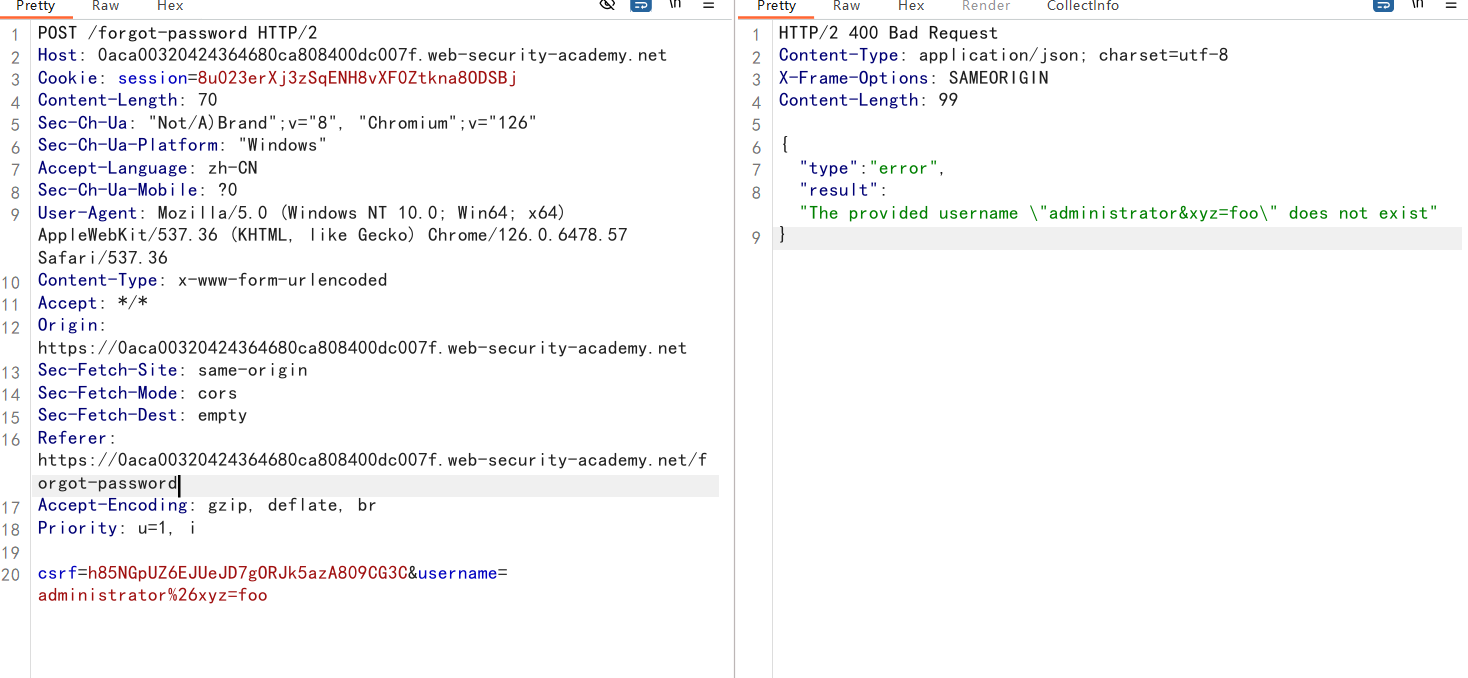 Pretty Raw Hex \n
1 POST /forgot-password HTTP/2
2 Host: 0aca00320424364680ca808400dc007f.web-security-academy.net
3 Cookie: session=8uO23erXj3zSqENH8vXFOZtkna8ODSBj
4 Content-Length: 70
5 Sec-Ch-Ua: "Not/A)Brand";v="8", "Chromium";v="126"
6 Sec-Ch-Ua-Platform: "Windows"
7 Accept-Language: zh-CN
8 Sec-Ch-Ua-Mobile: ?0
9 User-Agent: Mozilla/5.0 (Windows NT 10.0; Win64; x64)
AppleWebKit/537.36 (KHTML, like Gecko) Chrome/126.0.6478.57
Safari/537.36
10 Content-Type: x-www-form-urlencoded
11 Accept: */*
12 Origin:
https://0aca00320424364680ca808400dc007f.web-security-academy.net
13 Sec-Fetch-Site: same-origin
14 Sec-Fetch-Mode: cors
15 Sec-Fetch-Dest: empty
16 Referer:
https://0aca00320424364680ca808400dc007f.web-security-academy.net/f
orgot-password
17 Accept-Encoding: gzip, deflate, br
18 Priority: u=1, i
19
20 csrf=h85NGpUZ6EJUeJD7gORJk5azA8O9CG3C&username=
administrator%26xyz=foo
Pretty Raw Hex Render CollectInfo \n
1 HTTP/2 400 Bad Request
2 Content-Type: application/json; charset=utf-8
3 X-Frame-Options: SAMEORIGIN
4 Content-Length: 99
5
6 {
7 "type":"error",
8 "result":
"The provided username \"administrator&xyz=foo\" does not exist"
9 }